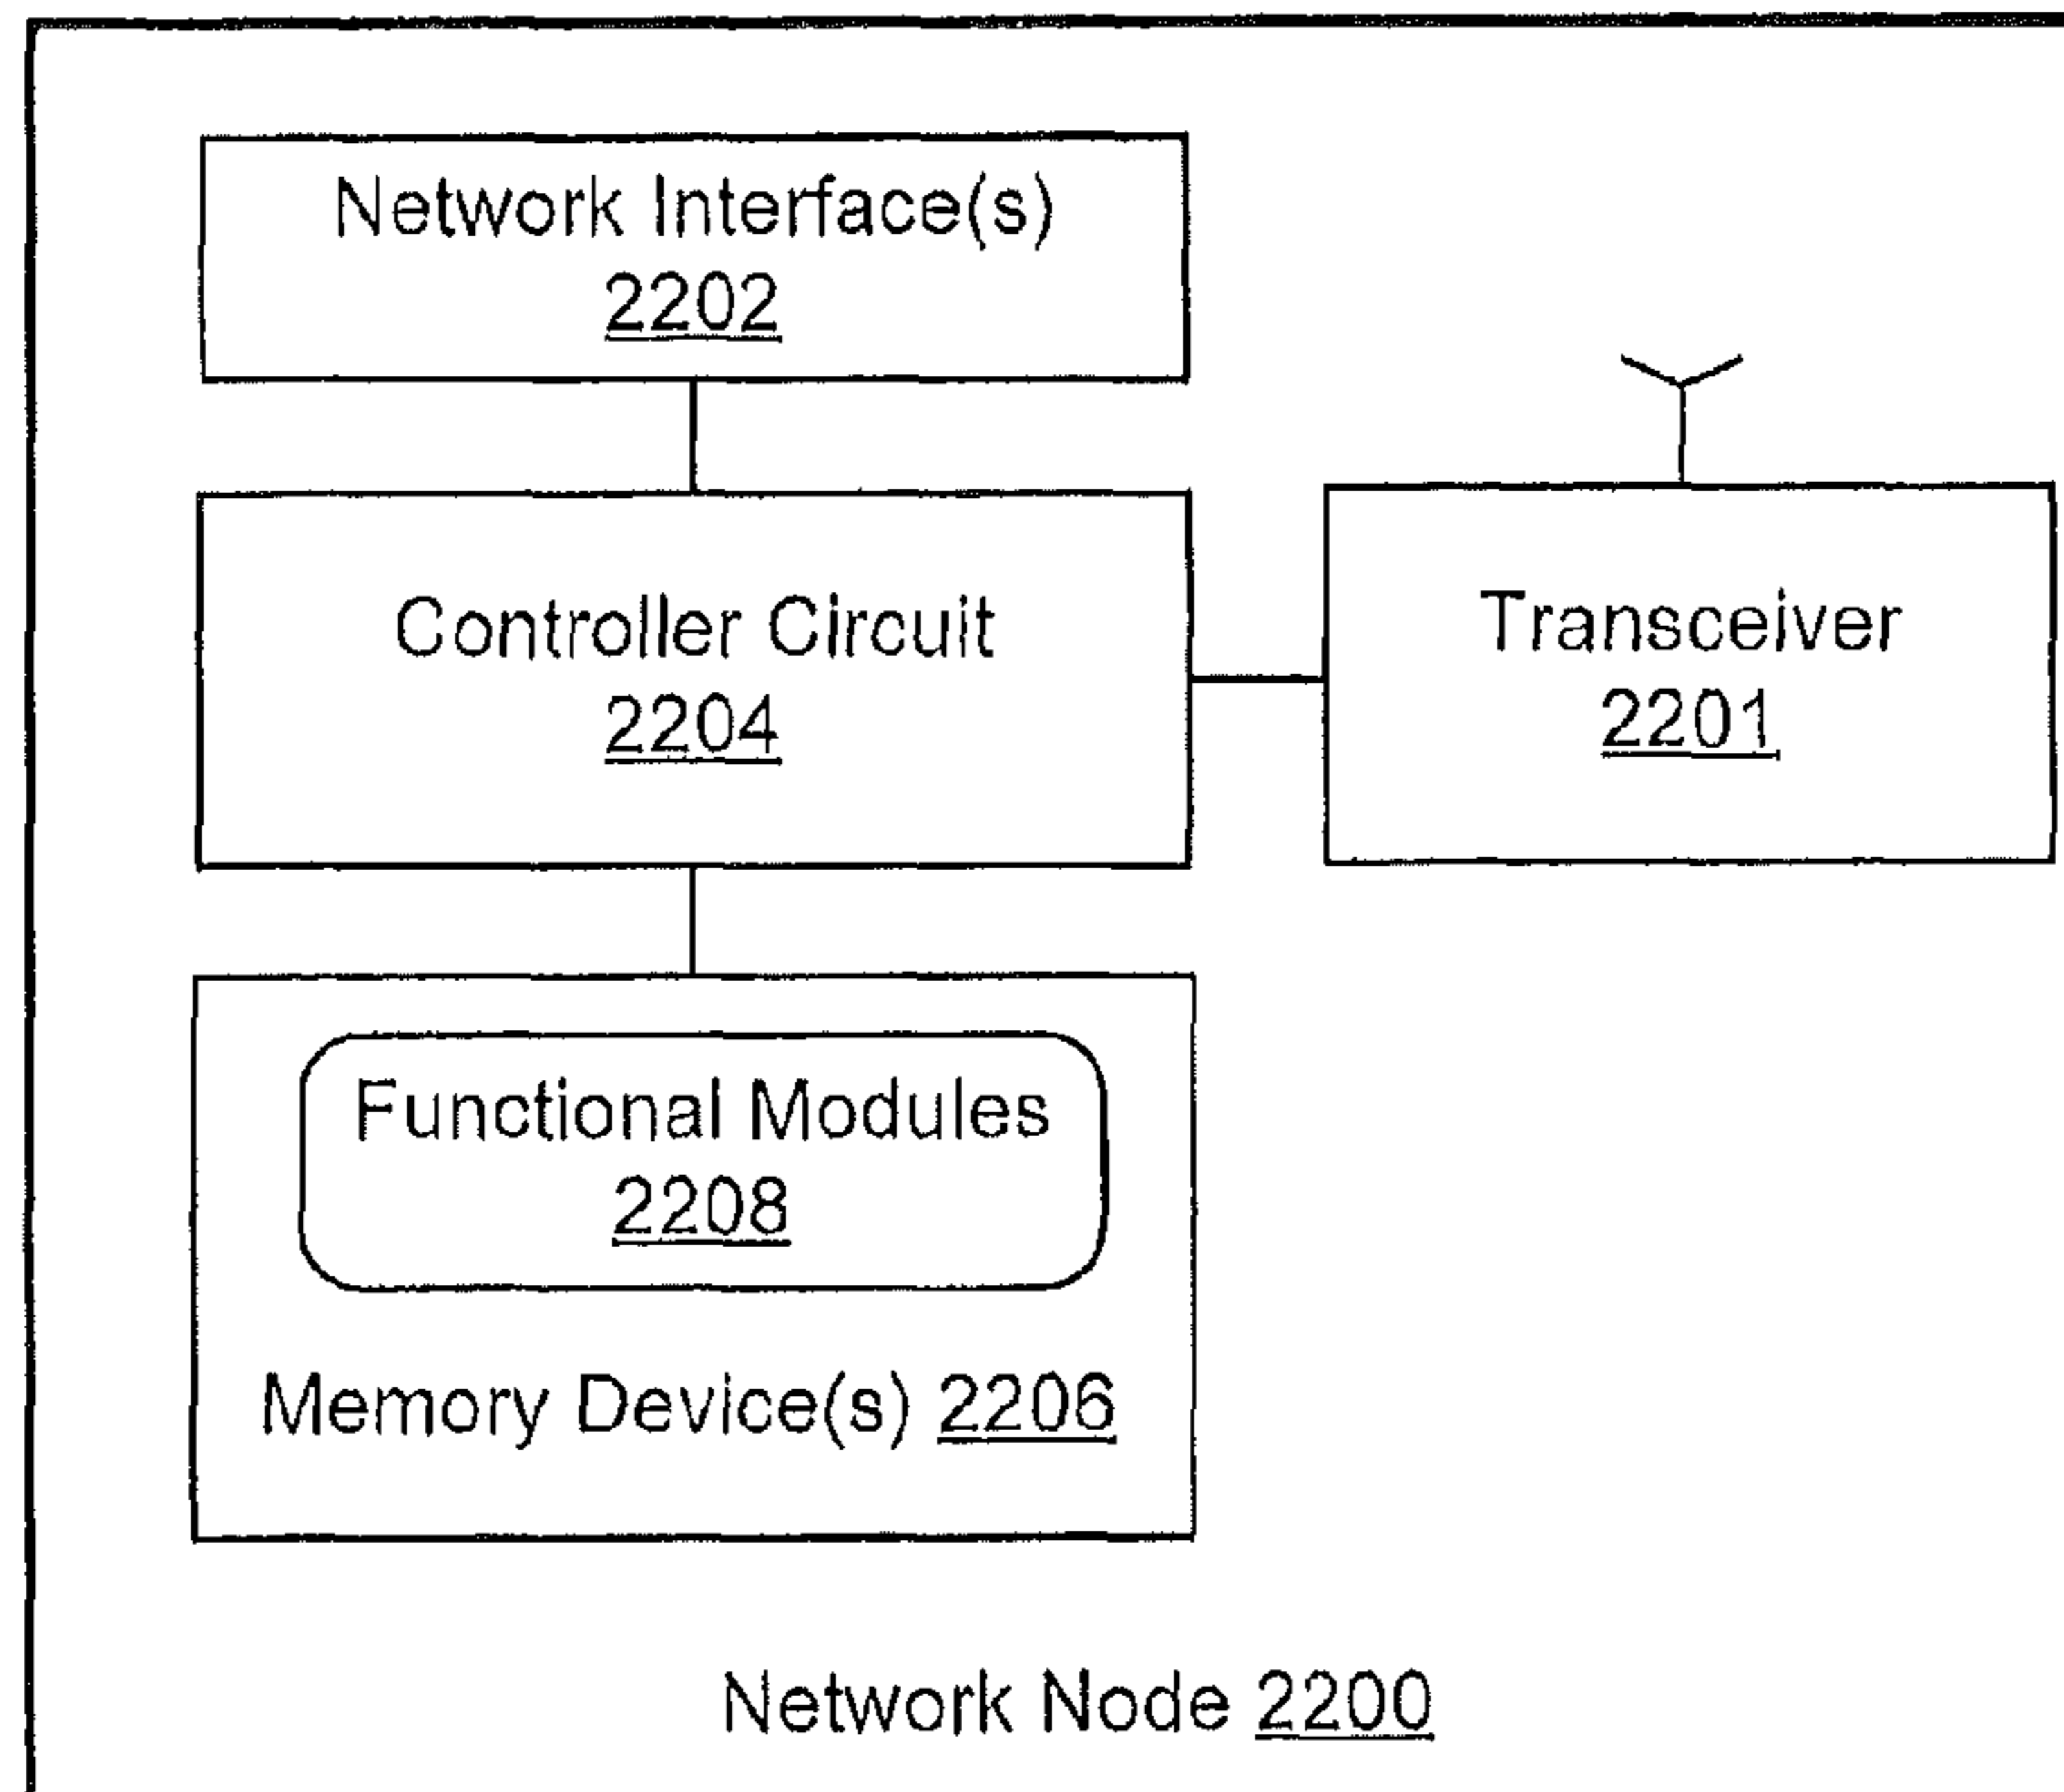 Network Interface(s)
2202
Controller Circuit
2204
Transceiver
2201
Functional Modules
2208
Memory Device(s) 2206
Network Node 2200